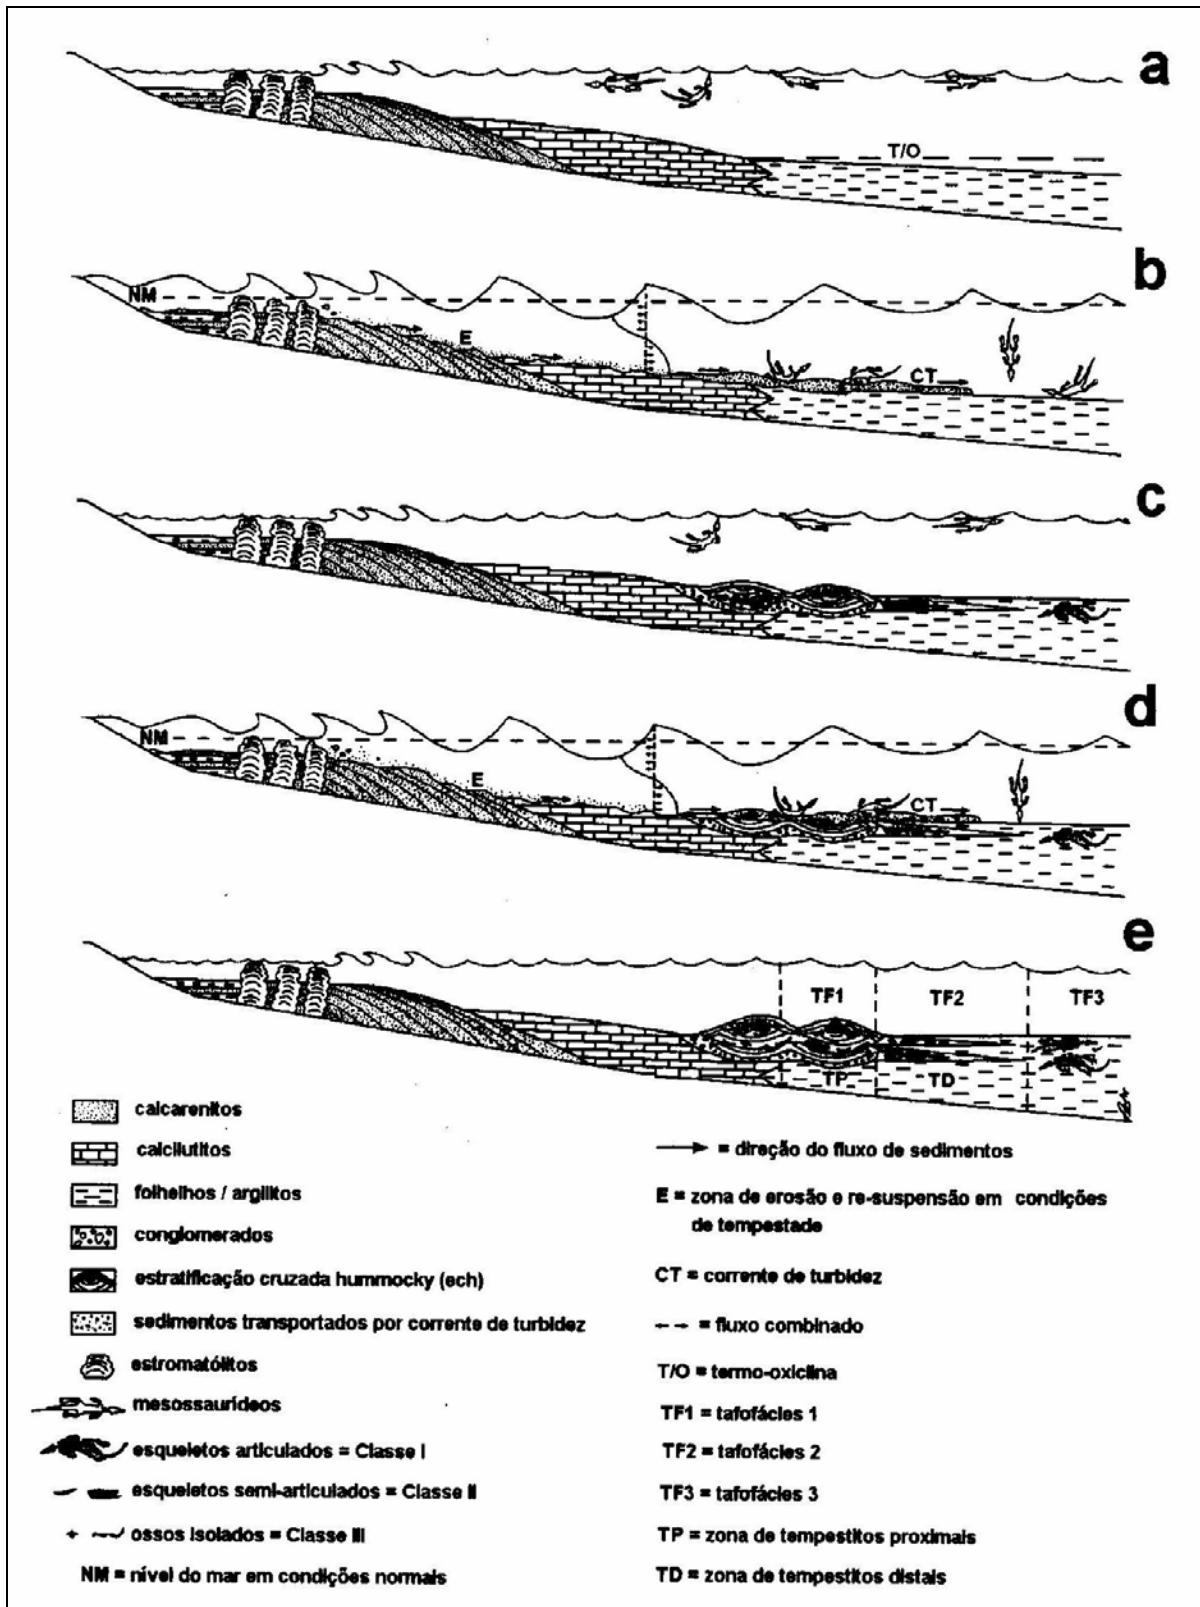 a
T/O
b
NM
E
CT
c
d
NM
E
CT
e
TF1 TF2 TF3
TP TD
calcarenitos
calcilutitos
folhelhos / argilitos
conglomerados
estratificação cruzada hummocky (ech)
sedimentos transportados por corrente de turbidez
estromatólitos
mesossaurídeos
esqueletos articulados = Classe I
esqueletos semi-articulados = Classe II
ossos isolados = Classe III
NM = nível do mar em condições normais
= direção do fluxo de sedimentos
E = zona de erosão e re-suspensão em condições
de tempestade
CT = corrente de turbidez
= fluxo combinado
T/O = termo-oxiclina
TF1 = tafofácies 1
TF2 = tafofácies 2
TF3 = tafofácies 3
TP = zona de tempestitos proximais
TD = zona de tempestitos distais